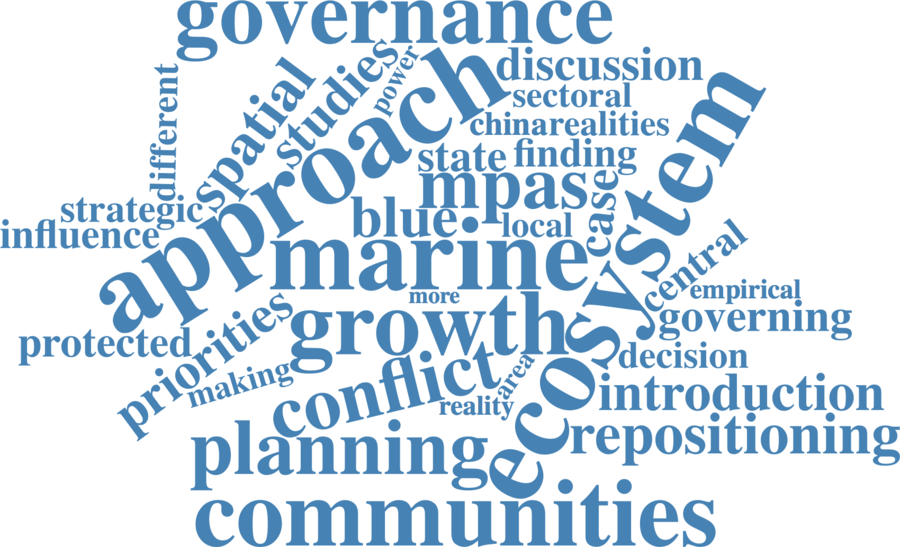 governance
different
spatial
studies
power
approach
discussion
sectoral
chinarealities
state
finding
strategic
influence
mpas
case
blue
local
ecosystem
marine
central
more
empirical
growth
governing
protected
priorities
making
conflict
area
decision
reality
introduction
planning
repositioning
communities